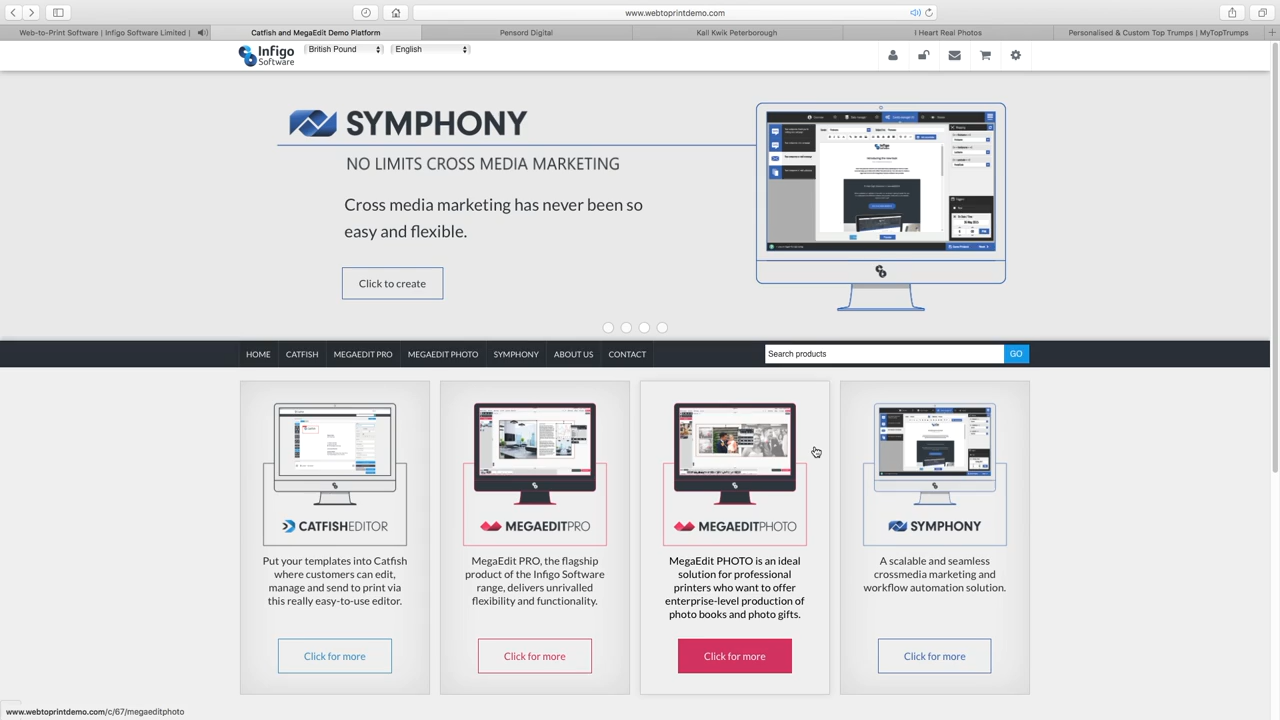 www.webtoprintdemo.com
Web-to-Print Software | Infigo Software Limited |
Catfish and MegaEdit Demo Platform
Pensord Digital
Kall Kwik Peterborough
I Heart Real Photos
Personalised & Custom Top Trumps | MyTopTrumps
Infigo
Software
British Pound
English
SYMPHONY
NO LIMITS CROSS MEDIA MARKETING
Cross media marketing has never been so
easy and flexible.
Click to create
HOME
CATFISH
MEGAEDIT PRO
MEGAEDIT PHOTO
SYMPHONY
ABOUT US
CONTACT
Search products
GO
CATFISHEDITOR
Put your templates into Catfish
where customers can edit,
manage and send to print via
this really easy-to-use editor.
Click for more
MEGAEDITPRO
MegaEdit PRO, the flagship
product of the Infigo Software
range, delivers unrivalled
flexibility and functionality.
Click for more
MEGAEDITPHOTO
MegaEdit PHOTO is an ideal
solution for professional
printers who want to offer
enterprise-level production of
photo books and photo gifts.
Click for more
SYMPHONY
A scalable and seamless
crossmedia marketing and
workflow automation solution.
Click for more
www.webtoprintdemo.com/c/67/megaeditphoto